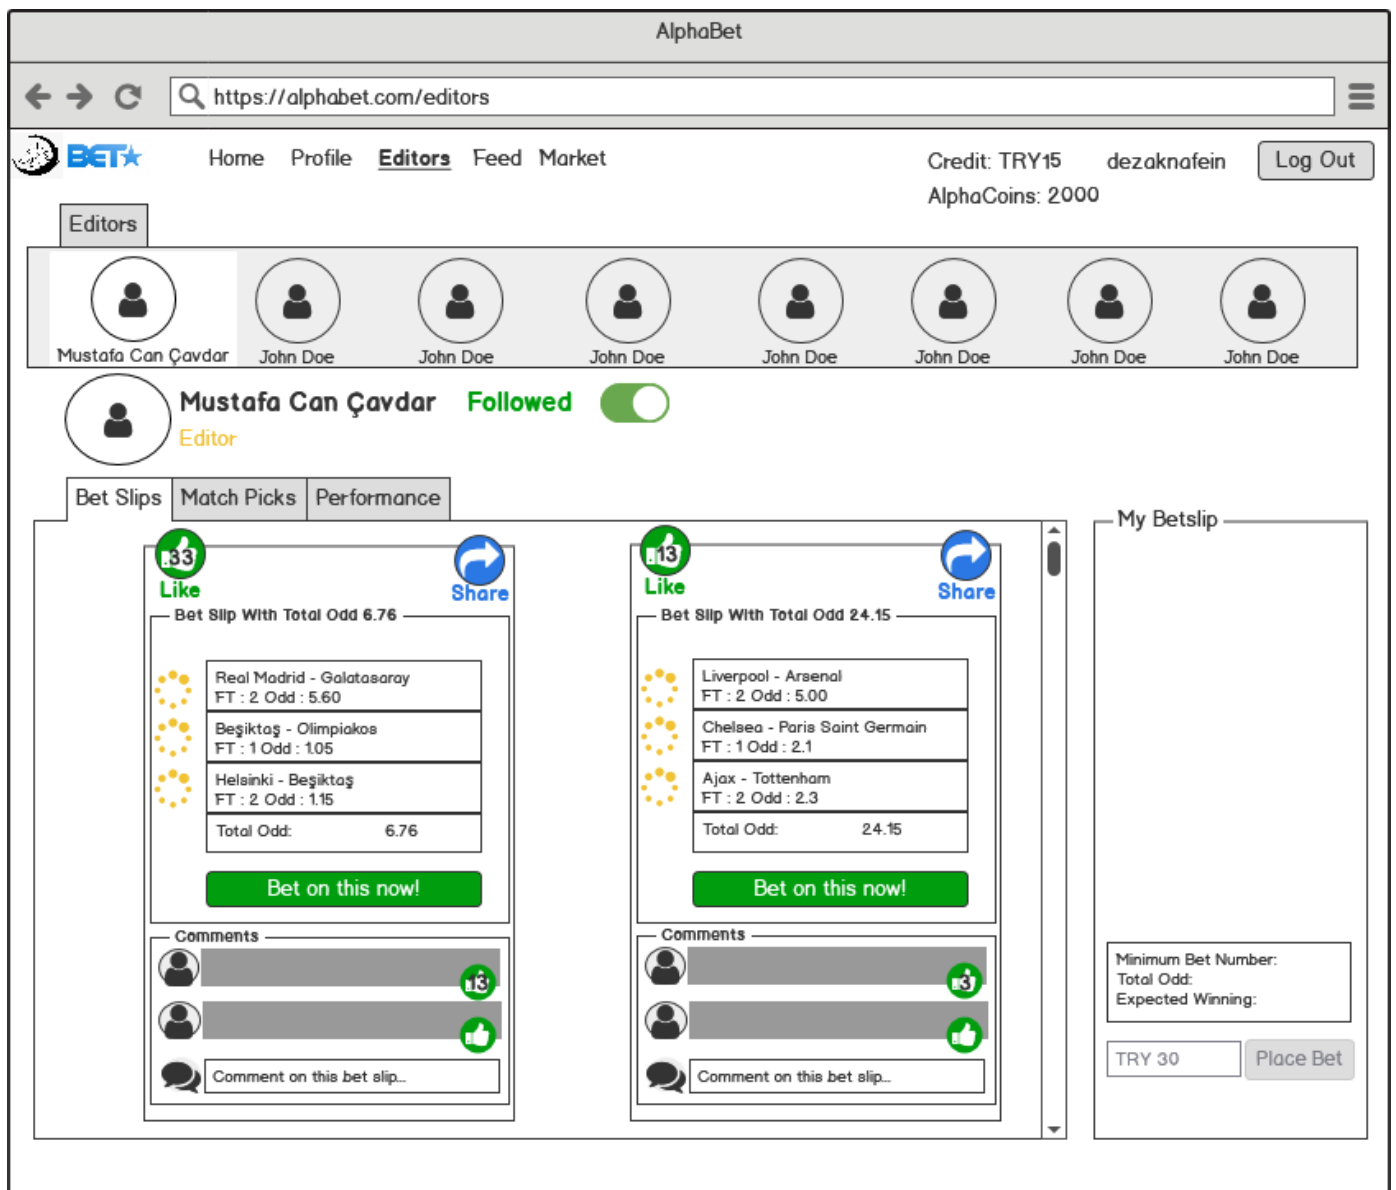 AlphaBet
https://alphabet.com/editors
BET
Home Profile Editors Feed Market
Credit: TRY15 dezaknafein Log Out
AlphaCoins: 2000
Editors
Mustafa Can Çavdar John Doe John Doe John Doe John Doe John Doe John Doe John Doe
Mustafa Can Çavdar Followed
Editor
Bet Slips Match Picks Performance
My Betslip
33
Like
Share
Bet Slip With Total Odd 6.76
Real Madrid - Galatasaray
FT : 2 Odd : 5.60
Beşiktaş - Olimpiakos
FT : 1 Odd : 1.05
Helsinki - Beşiktaş
FT : 2 Odd : 1.15
Total Odd: 6.76
Bet on this now!
Comments
13
Comment on this bet slip...
13
Like
Share
Bet Slip With Total Odd 24.15
Liverpool - Arsenal
FT : 2 Odd : 5.00
Chelsea - Paris Saint Germain
FT : 1 Odd : 2.1
Ajax - Tottenham
FT : 2 Odd : 2.3
Total Odd: 24.15
Bet on this now!
Comments
3
Comment on this bet slip...
Minimum Bet Number:
Total Odd:
Expected Winning:
TRY 30 Place Bet